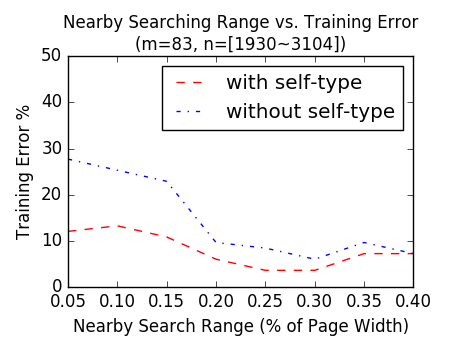 Nearby Searching Range vs. Training Error
(m=83, n=[1930~3104])
50
40
30
20
10
0
Training Error %
with self-type
without self-type
0.05 0.10 0.15 0.20 0.25 0.30 0.35 0.40
Nearby Search Range (% of Page Width)